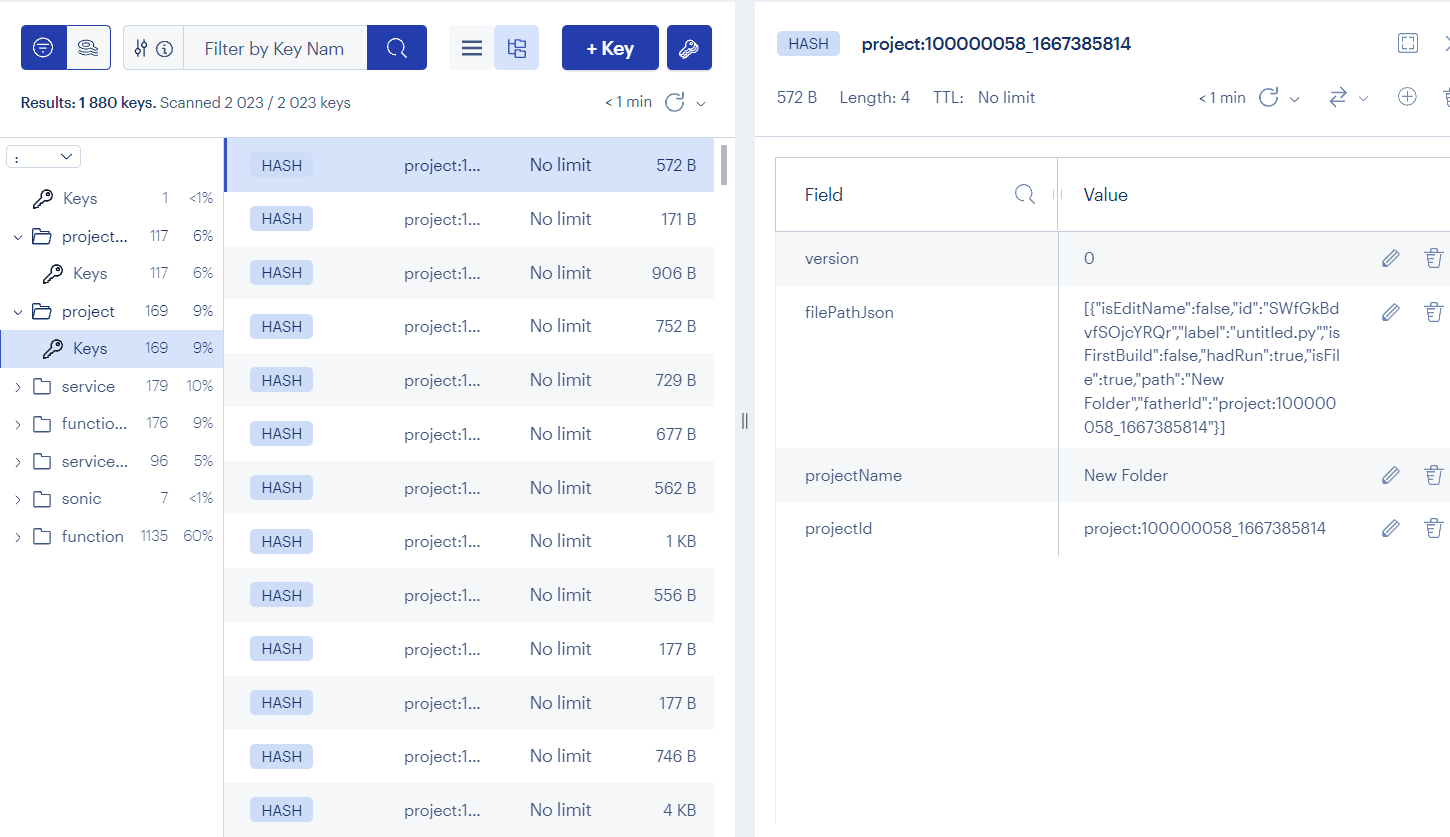 Filter by Key Nam
+ Key
Results: 1 880 keys. Scanned 2 023 / 2 023 keys
< 1 min
:
Keys 1 <1%
project... 117 6%
Keys 117 6%
project 169 9%
Keys 169 9%
service 179 10%
functio... 176 9%
service... 96 5%
sonic 7 <1%
function 1135 60%
HASH project:1... No limit 572 B
HASH project:1... No limit 171 B
HASH project:1... No limit 906 B
HASH project:1... No limit 752 B
HASH project:1... No limit 729 B
HASH project:1... No limit 677 B
HASH project:1... No limit 562 B
HASH project:1... No limit 1 KB
HASH project:1... No limit 556 B
HASH project:1... No limit 177 B
HASH project:1... No limit 177 B
HASH project:1... No limit 746 B
HASH project:1... No limit 4 KB
HASH project:100000058_1667385814
572 B Length: 4 TTL: No limit < 1 min
Field Value
version 0
filePathJson [{"isEditName":false,"id":"SWfGkBd
vfSOjcYRQr","label":"untitled.py","is
FirstBuild":false,"hadRun":true,"isFil
e":true,"path":"New
Folder","fatherId":"project:100000
058_1667385814"}]
projectName New Folder
projectId project:100000058_1667385814